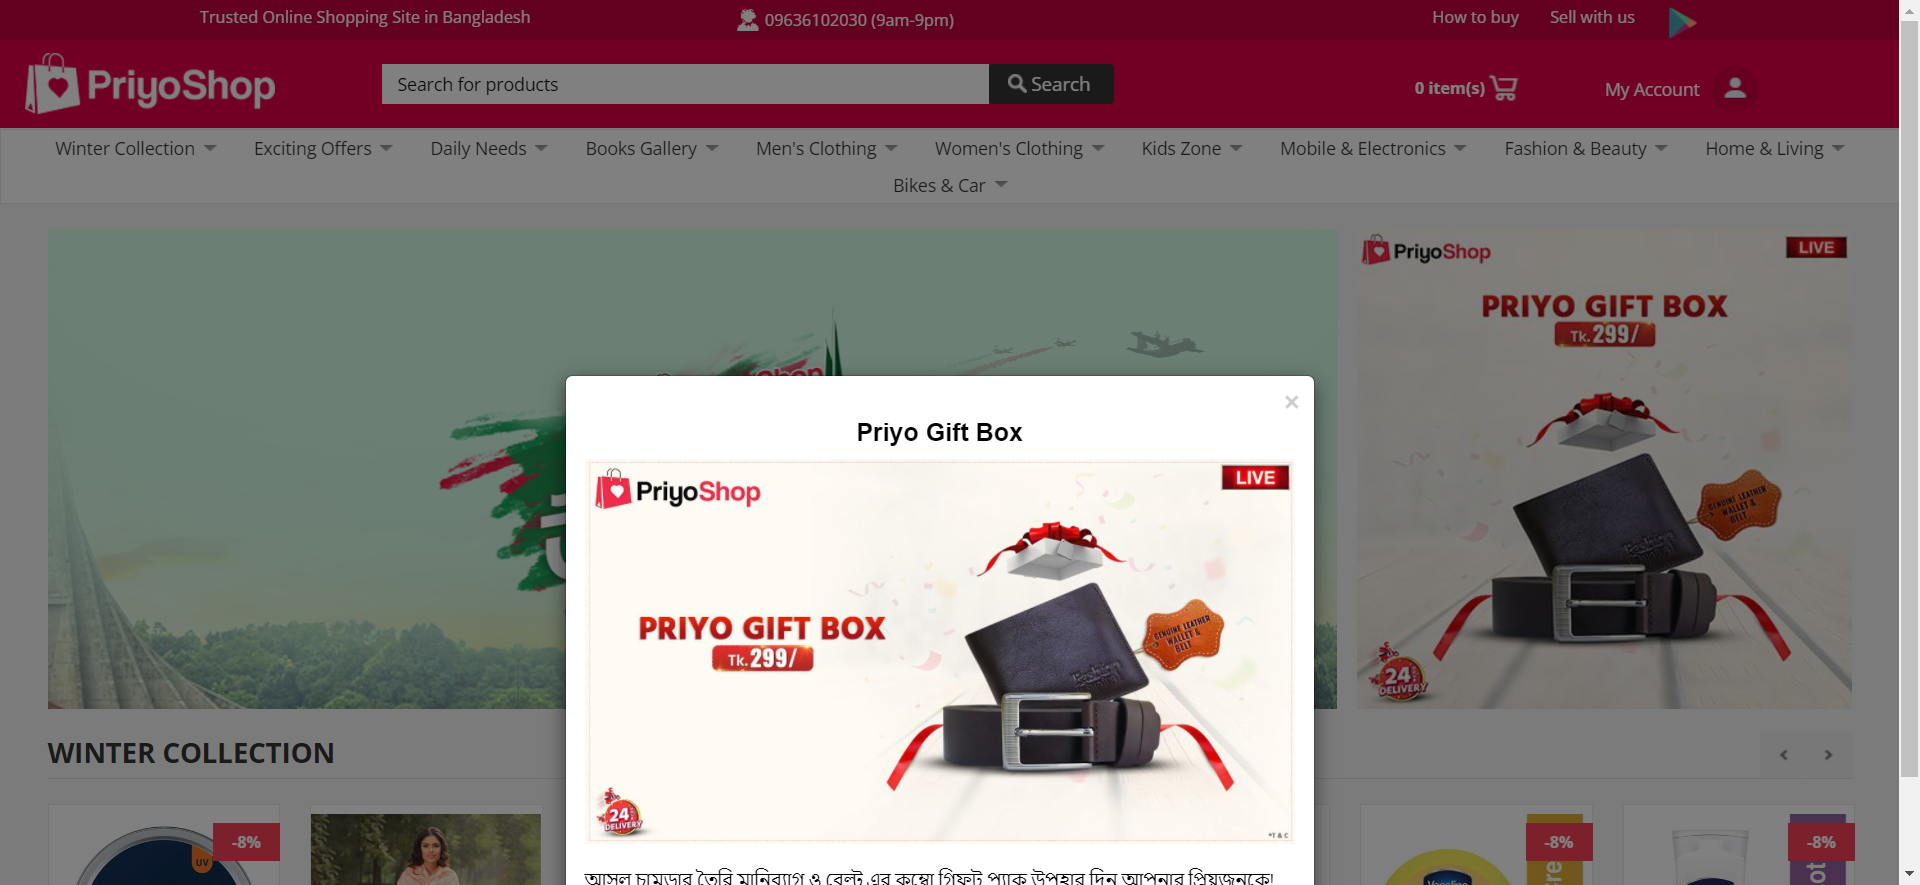 Trusted Online Shopping Site in Bangladesh
09636102030 (9am-9pm)
How to buy
Sell with us
PriyoShop
Search for products
Search
0 item(s)
My Account
Winter Collection
Exciting Offers
Daily Needs
Books Gallery
Men's Clothing
Women's Clothing
Kids Zone
Mobile & Electronics
Fashion & Beauty
Home & Living
Bikes & Car
PriyoShop
LIVE
PRIYO GIFT BOX
Tk.299/
GENUINE LEATHER
WALLET &
BELT
24
DELIVERY
×
Priyo Gift Box
PriyoShop
LIVE
PRIYO GIFT BOX
Tk.299/
GENUINE LEATHER
WALLET &
BELT
24
DELIVERY
*T & C
আসল চামড়ার তৈরি মানিব্যাগ ও বেল্ট এর কম্বো গিফট প্যাক উপহার দিন আপনার প্রিয়জনকে!
WINTER COLLECTION
-8%
UV
-8%
-8%
Vaseline